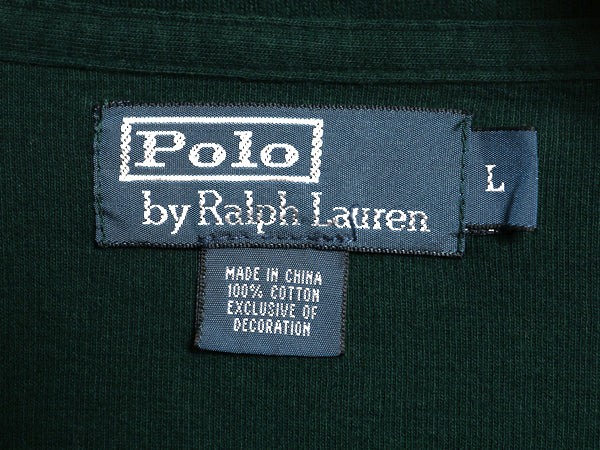 Polo
by Ralph Lauren
L
MADE IN CHINA
100% COTTON
EXCLUSIVE OF
DECORATION